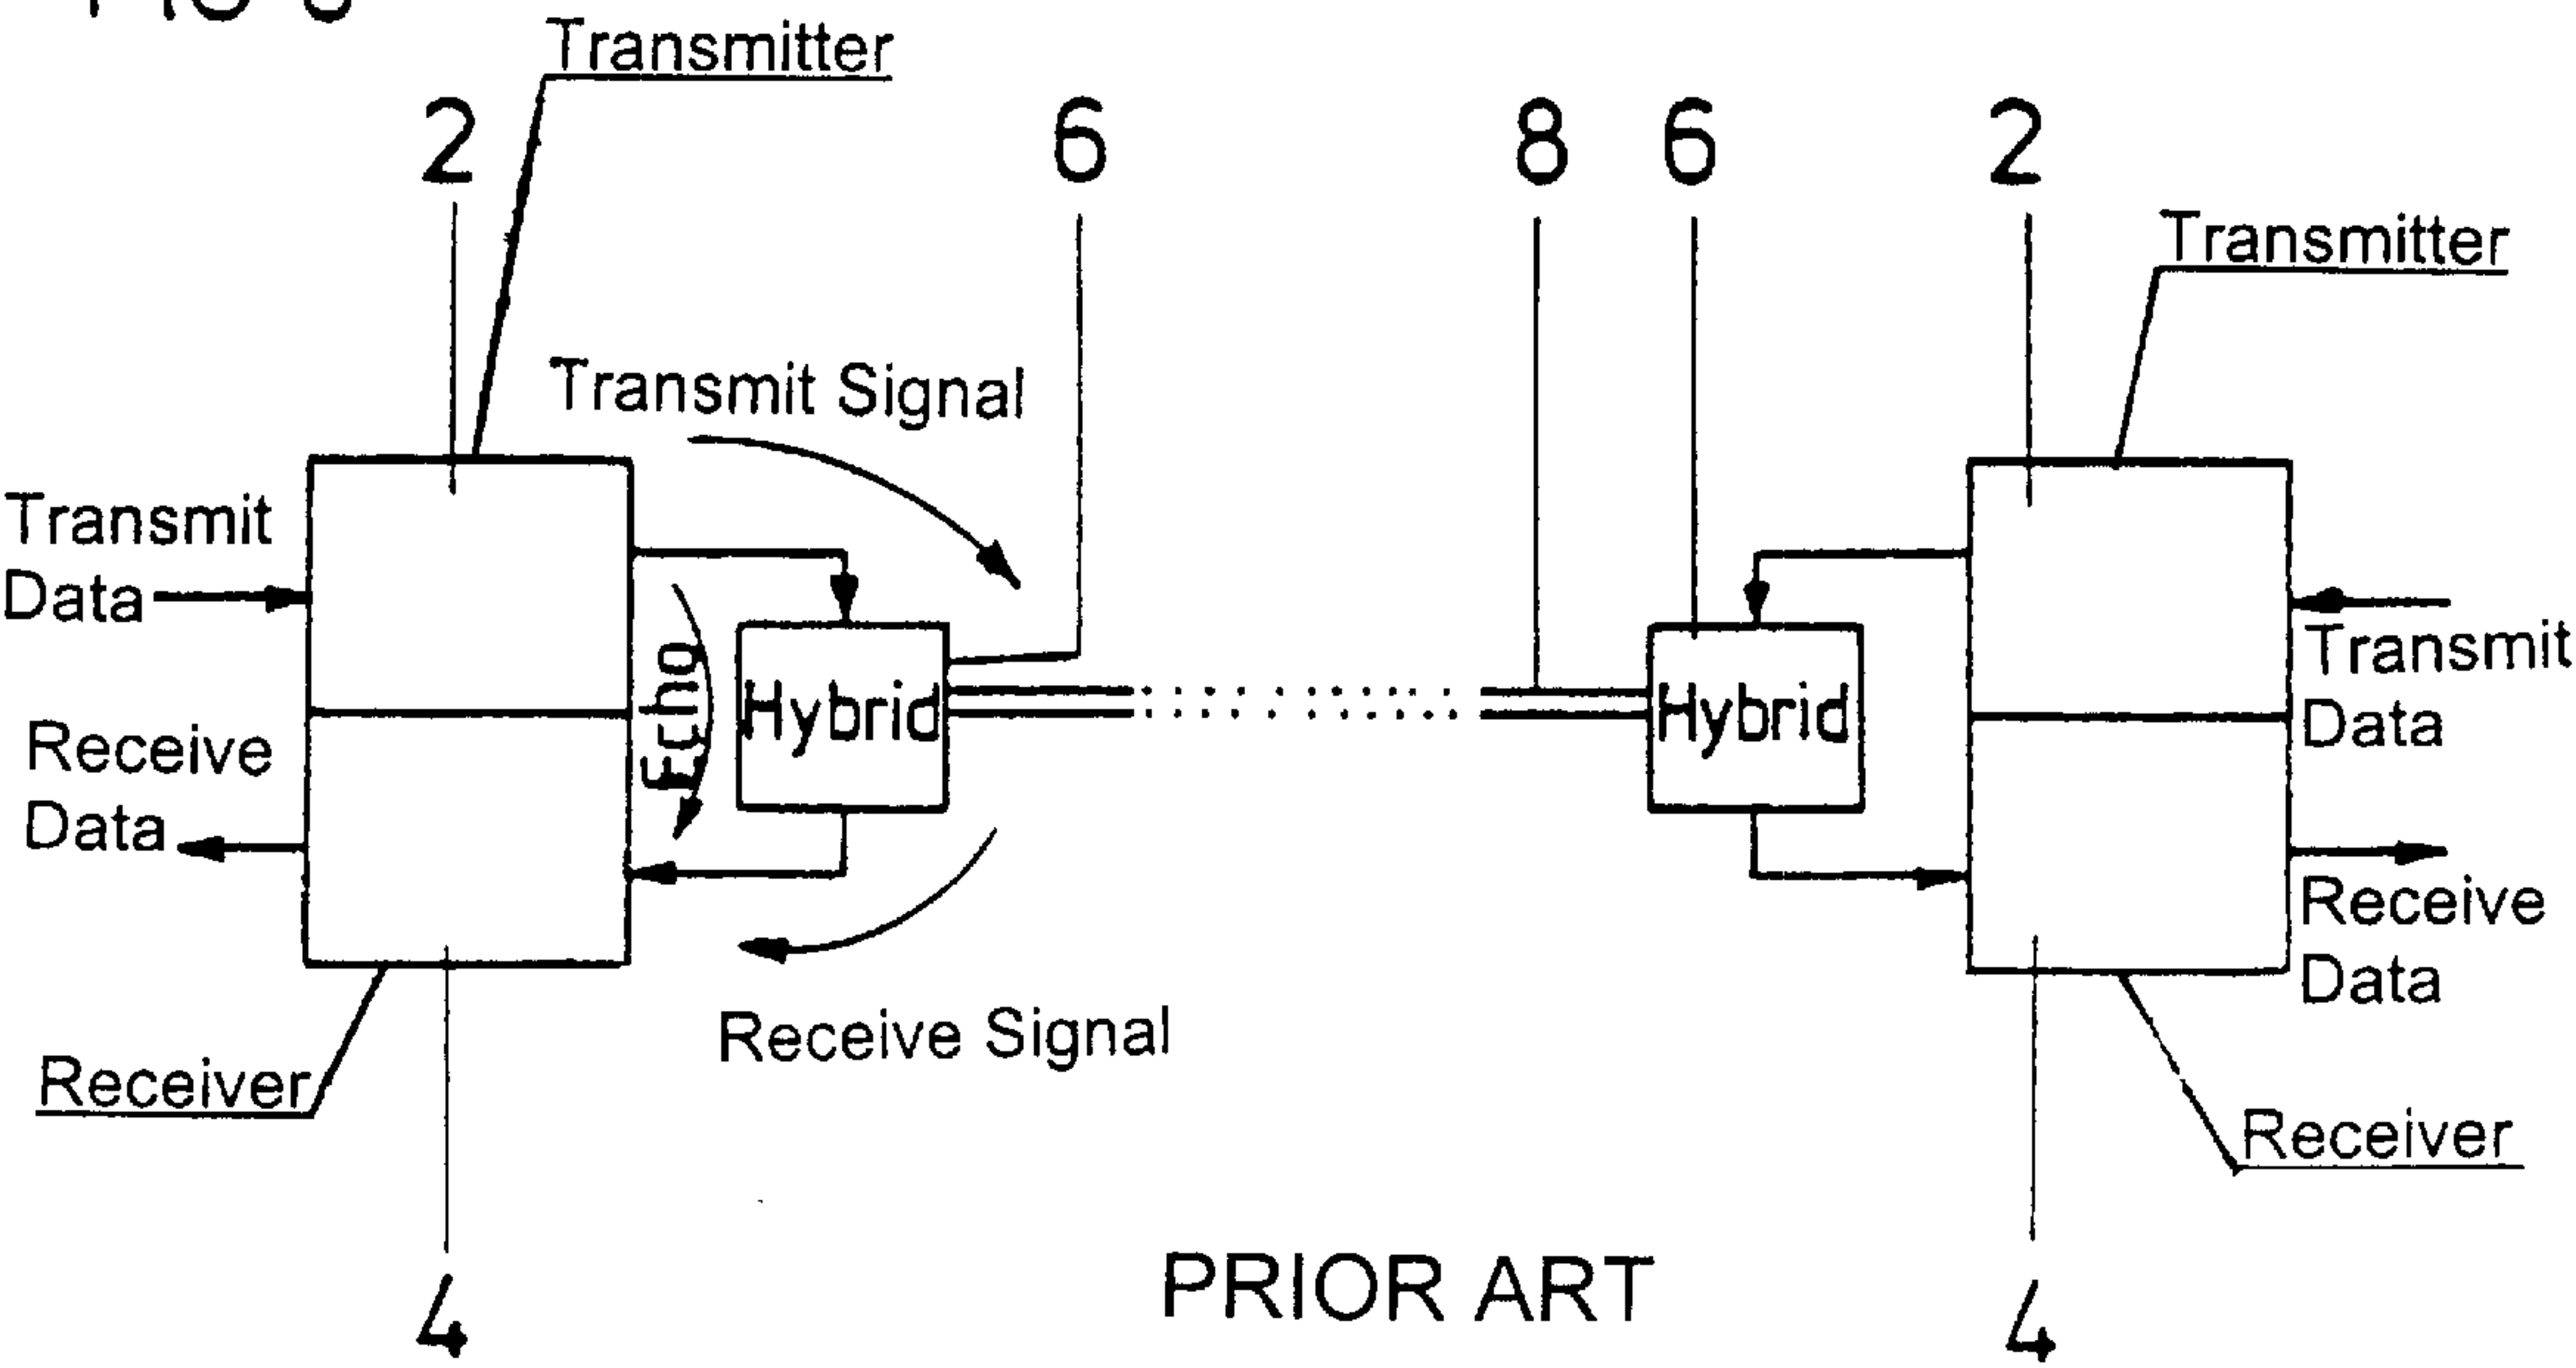 Transmitter
2
6
8
6
2
Transmitter
Transmit Signal
Transmit
Data
Transmit
Data
Echo
Hybrid
Hybrid
Receive
Data
Receive
Data
Receive Signal
Receiver
Receiver
PRIOR ART
4
4